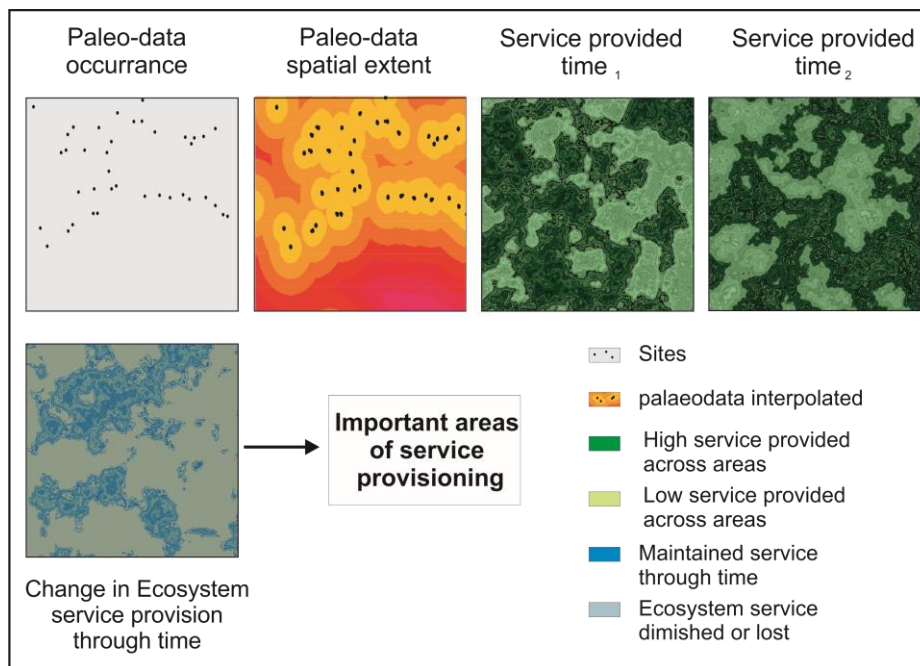 Paleo-data
occurrance
Paleo-data
spatial extent
Service provided
time 1
Service provided
time 2
Sites
palaeodata interpolated
High service provided
across areas
Low service provided
across areas
Maintained service
through time
Ecosystem service
dimished or lost
Important areas
of service
provisioning
Change in Ecosystem
service provision
through time